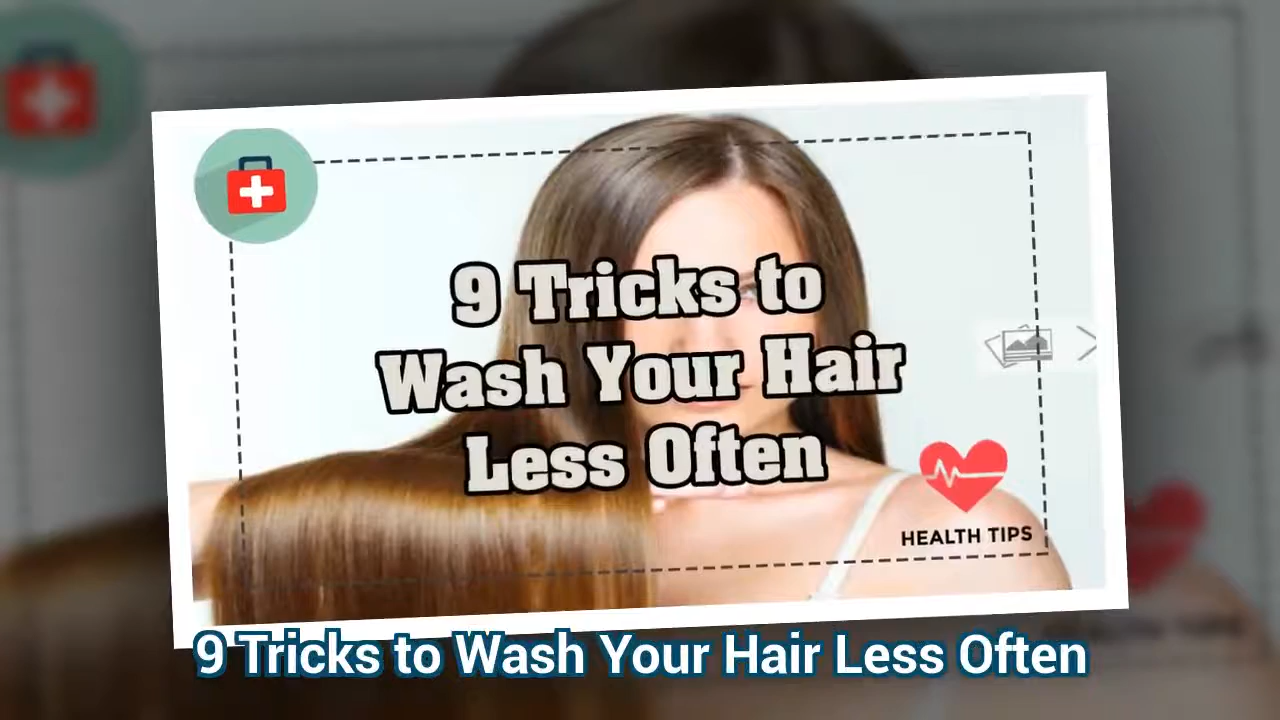 9 Tricks to
Wash Your Hair
Less Often
HEALTH TIPS
9 Tricks to Wash Your Hair Less Often